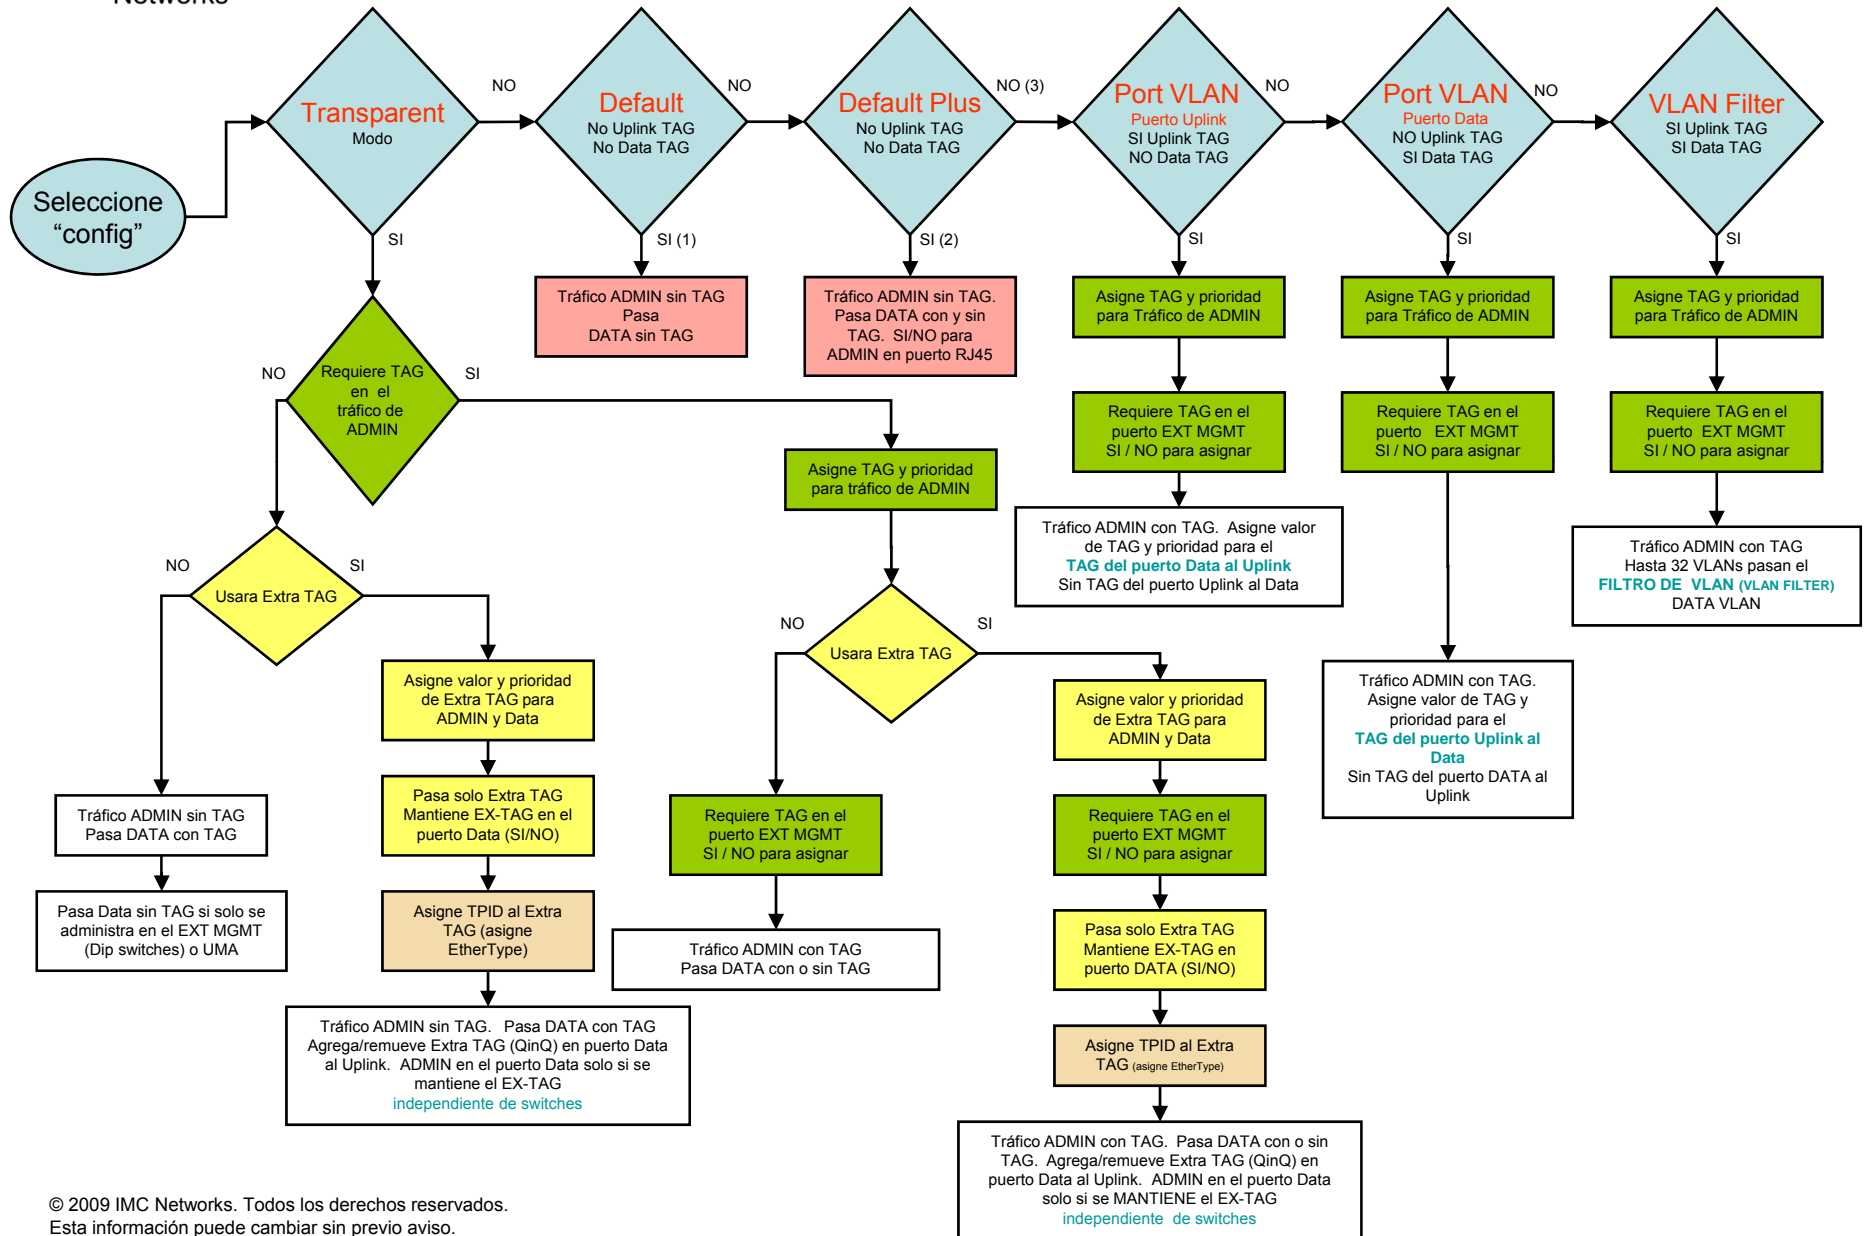 Networks
Seleccione
“config”
Transparent
Modo
NO
SI
Default
No Uplink TAG
No Data TAG
NO
SI (1)
Default Plus
No Uplink TAG
No Data TAG
NO (3)
SI (2)
Port VLAN
Puerto Uplink
SI Uplink TAG
NO Data TAG
NO
SI
Port VLAN
Puerto Data
NO Uplink TAG
SI Data TAG
NO
SI
VLAN Filter
SI Uplink TAG
SI Data TAG
SI
Tráfico ADMIN sin TAG
Pasa
DATA sin TAG
Tráfico ADMIN sin TAG.
Pasa DATA con y sin
TAG. SI/NO para
ADMIN en puerto RJ45
Asigne TAG y prioridad
para Tráfico de ADMIN
Asigne TAG y prioridad
para Tráfico de ADMIN
Asigne TAG y prioridad
para Tráfico de ADMIN
Requiere TAG
en el
tráfico de
ADMIN
NO
SI
Requiere TAG en el
puerto EXT MGMT
SI / NO para asignar
Requiere TAG en el
puerto EXT MGMT
SI / NO para asignar
Requiere TAG en el
puerto EXT MGMT
SI / NO para asignar
Asigne TAG y prioridad
para tráfico de ADMIN
Tráfico ADMIN con TAG. Asigne valor
de TAG y prioridad para el
TAG del puerto Data al Uplink
Sin TAG del puerto Uplink al Data
Tráfico ADMIN con TAG
Hasta 32 VLANs pasan el
FILTRO DE VLAN (VLAN FILTER)
DATA VLAN
NO
SI
Usara Extra TAG
NO
SI
Usara Extra TAG
Asigne valor y prioridad
de Extra TAG para
ADMIN y Data
Asigne valor y prioridad
de Extra TAG para
ADMIN y Data
Tráfico ADMIN con TAG.
Asigne valor de TAG y
prioridad para el
TAG del puerto Uplink al
Data
Sin TAG del puerto DATA al
Uplink
Tráfico ADMIN sin TAG
Pasa DATA con TAG
Pasa solo Extra TAG
Mantiene EX-TAG en el
puerto Data (SI/NO)
Requiere TAG en el
puerto EXT MGMT
SI / NO para asignar
Requiere TAG en el
puerto EXT MGMT
SI / NO para asignar
Pasa Data sin TAG si solo se
administra en el EXT MGMT
(Dip switches) o UMA
Asigne TPID al Extra
TAG (asigne
EtherType)
Tráfico ADMIN con TAG
Pasa DATA con o sin TAG
Pasa solo Extra TAG
Mantiene EX-TAG en
puerto DATA (SI/NO)
Tráfico ADMIN sin TAG. Pasa DATA con TAG
Agrega/remueve Extra TAG (QinQ) en puerto Data
al Uplink. ADMIN en el puerto Data solo si se
mantiene el EX-TAG
independiente de switches
Asigne TPID al Extra
TAG (asigne EtherType)
Tráfico ADMIN con TAG. Pasa DATA con o sin
TAG. Agrega/remueve Extra TAG (QinQ) en
puerto Data al Uplink. ADMIN en el puerto Data
solo si se MANTIENE el EX-TAG
independiente de switches
© 2009 IMC Networks. Todos los derechos reservados.
Esta información puede cambiar sin previo aviso.